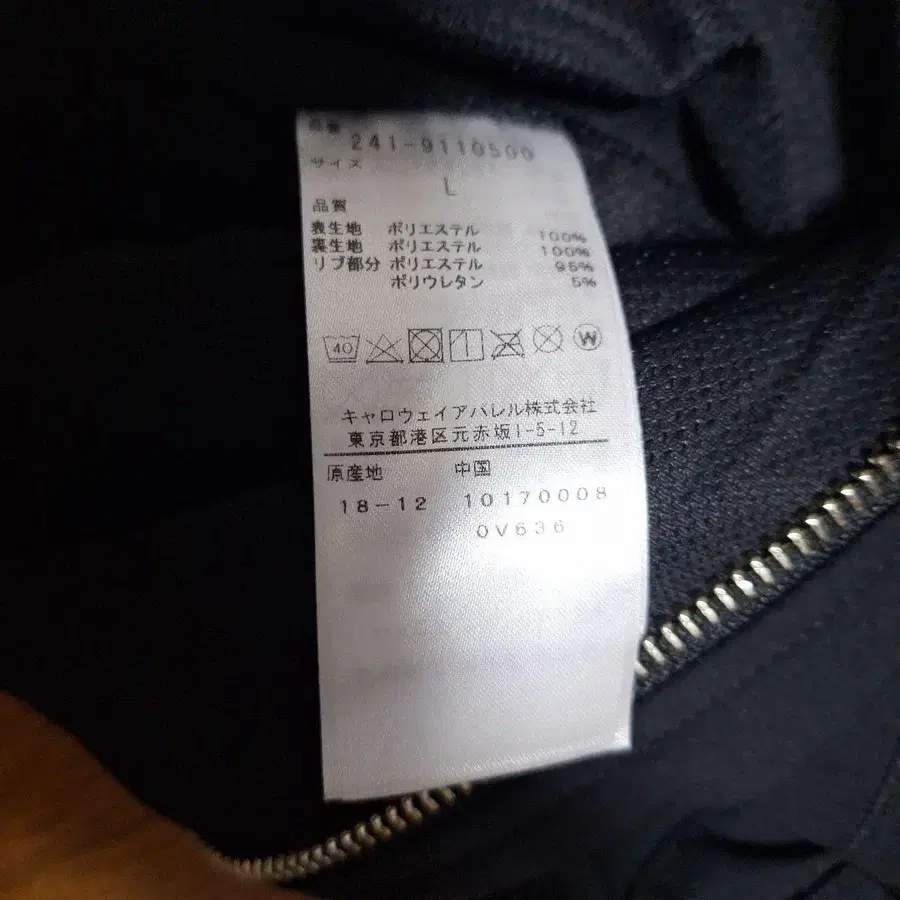 品番
241-9110500
サイズ
L
品質
表生地 ポリエステル 100%
裏生地 ポリエステル 100%
リブ部分 ポリエステル 95%
ポリウレタン 5%
40 W
キャロウェイアパレル株式会社
東京都港区元赤坂1-5-12
原産地 中国
18-12 10170008
0V636